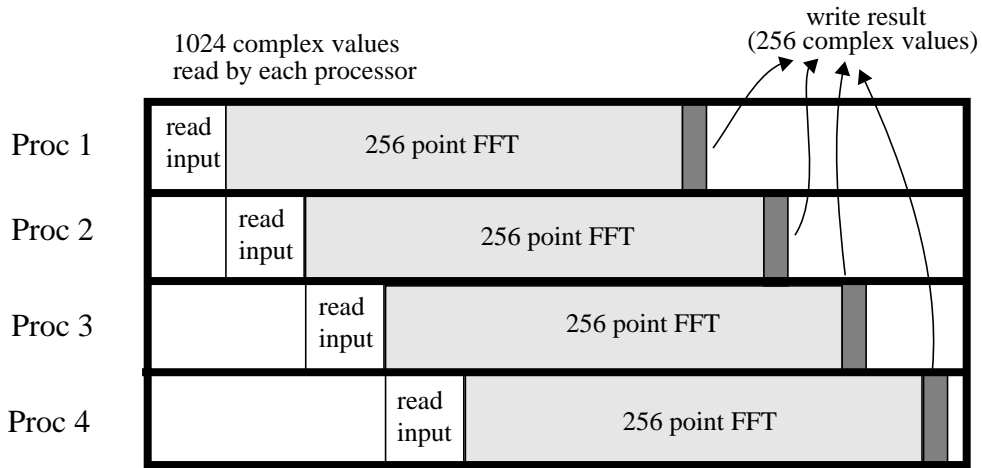 1024 complex values
read by each processor
write result
(256 complex values)
Proc 1
read
input
256 point FFT
Proc 2
read
input
256 point FFT
Proc 3
read
input
256 point FFT
Proc 4
read
input
256 point FFT